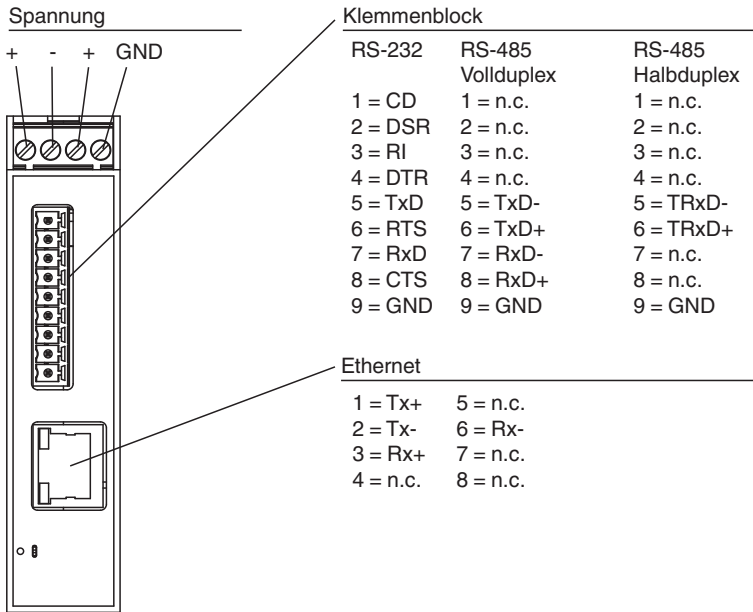 Spannung
+ - + GND
Klemmenblock
RS-232 RS-485 RS-485
Vollduplex Halbduplex
1 = CD 1 = n.c. 1 = n.c.
2 = DSR 2 = n.c. 2 = n.c.
3 = RI 3 = n.c. 3 = n.c.
4 = DTR 4 = n.c. 4 = n.c.
5 = TxD 5 = TxD- 5 = TRxD-
6 = RTS 6 = TxD+ 6 = TRxD+
7 = RxD 7 = RxD- 7 = n.c.
8 = CTS 8 = RxD+ 8 = n.c.
9 = GND 9 = GND 9 = GND
Ethernet
1 = Tx+ 5 = n.c.
2 = Tx- 6 = Rx-
3 = Rx+ 7 = n.c.
4 = n.c. 8 = n.c.